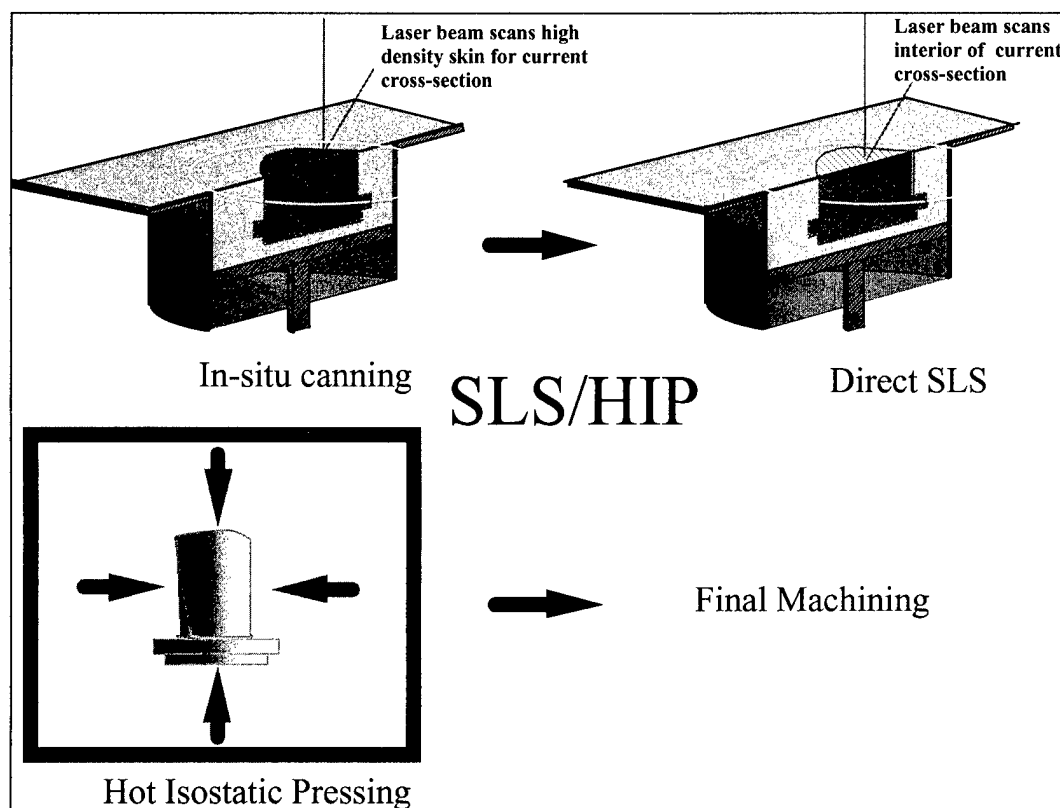 Laser beam scans high
density skin for current
cross-section
Laser beam scans
interior of current
cross-section
In-situ canning
Direct SLS
SLS/HIP
Final Machining
Hot Isostatic Pressing